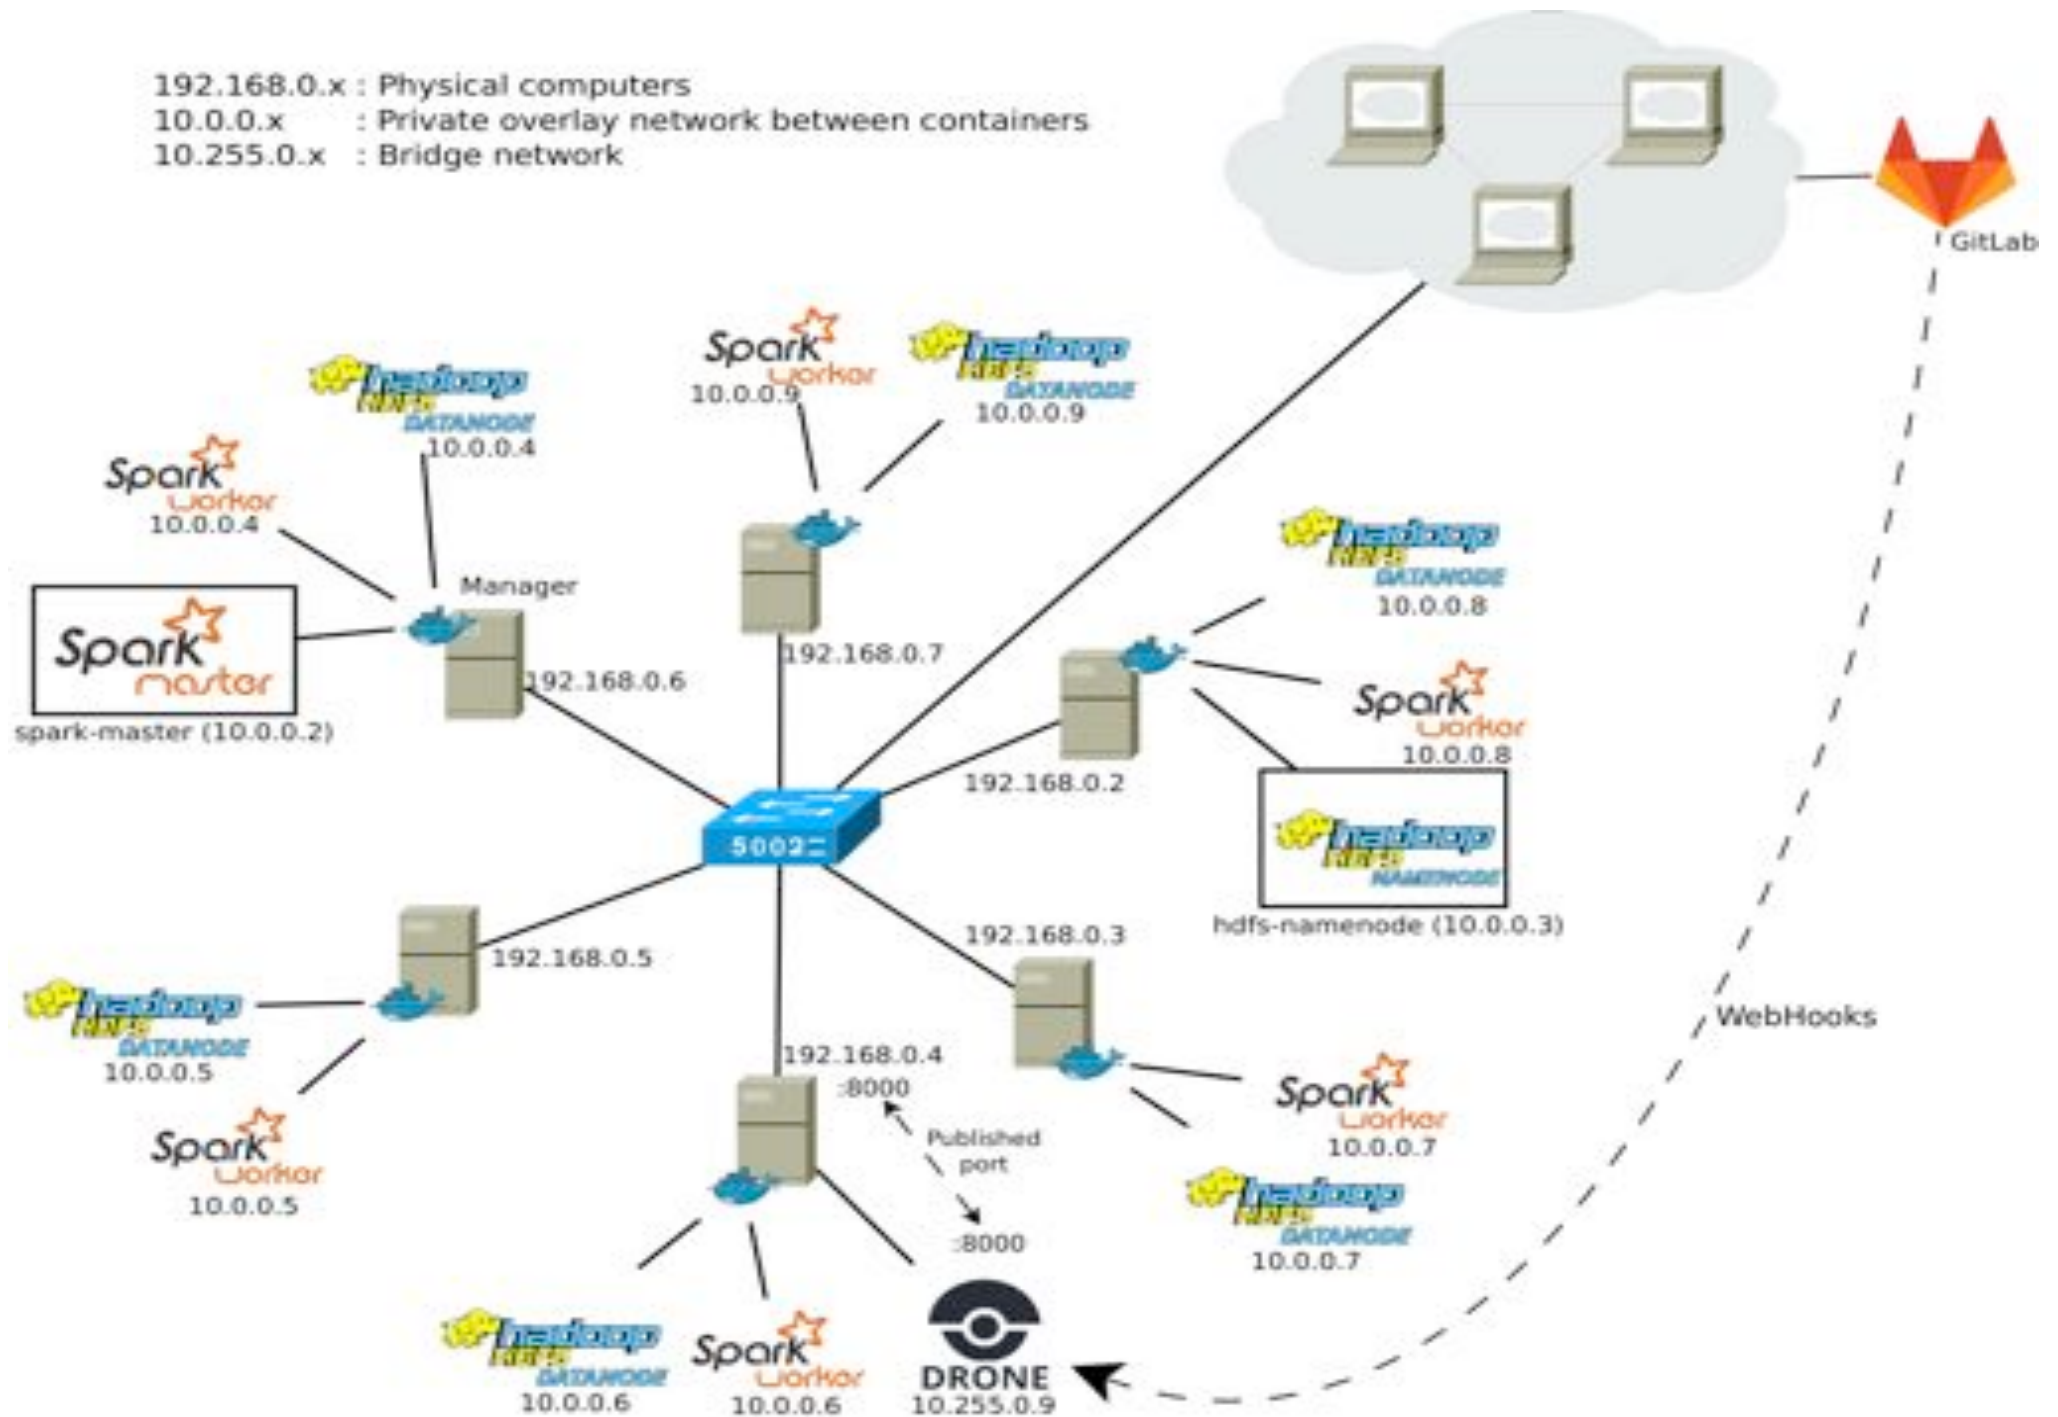 192.168.0.x : Physical computers
10.0.0.x : Private overlay network between containers
10.255.0.x : Bridge network
GitLab
Spark
worker
10.0.0.9
hadoop
HDFS
DATANODE
10.0.0.9
hadoop
HDFS
DATANODE
10.0.0.4
Spark
worker
10.0.0.4
Manager
Spark
master
spark-master (10.0.0.2)
192.168.0.6
192.168.0.7
hadoop
HDFS
DATANODE
10.0.0.8
Spark
worker
10.0.0.8
192.168.0.2
hadoop
HDFS
NAMENODE
hdfs-namenode (10.0.0.3)
5002
192.168.0.5
192.168.0.3
hadoop
HDFS
DATANODE
10.0.0.5
Spark
worker
10.0.0.5
WebHooks
192.168.0.4
:8000
Published
port
:8000
Spark
worker
10.0.0.7
hadoop
HDFS
DATANODE
10.0.0.7
hadoop
HDFS
DATANODE
10.0.0.6
Spark
worker
10.0.0.6
DRONE
10.255.0.9